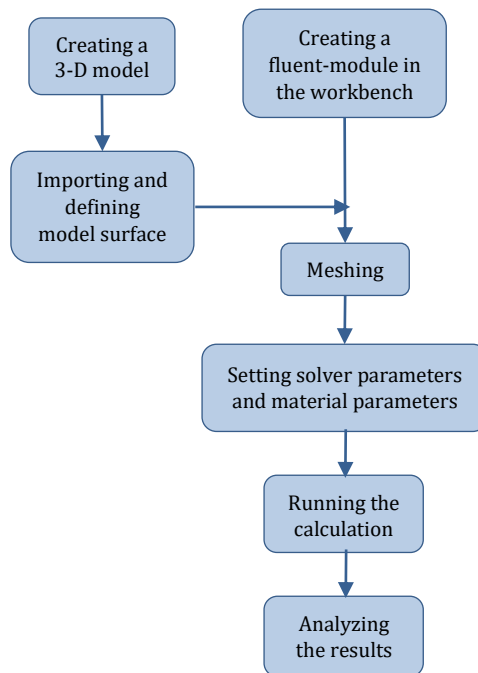 Creating a
3-D model
Creating a
fluent-module in
the workbench
Importing and
defining
model surface
Meshing
Setting solver parameters
and material parameters
Running the
calculation
Analyzing
the results